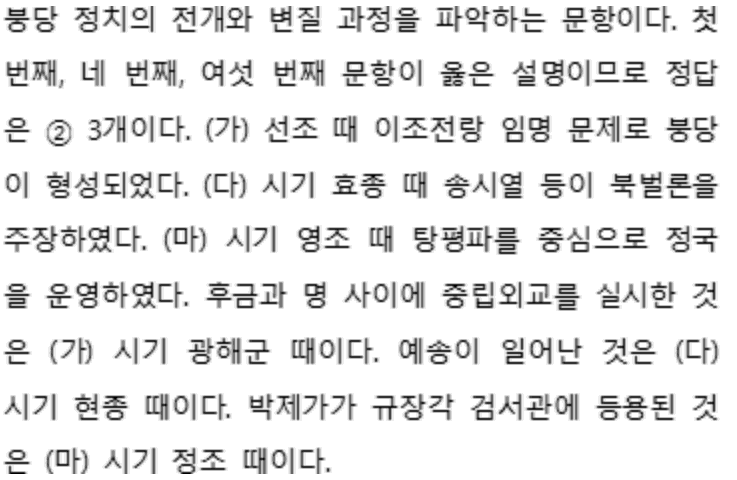 붕당 정치의 전개와 변질 과정을 파악하는 문항이다. 첫
번째, 네 번째, 여섯 번째 문항이 옳은 설명이므로 정답
은 ② 3개이다. (가) 선조 때 이조전랑 임명 문제로 붕당
이 형성되었다. (다) 시기 효종 때 송시열 등이 북벌론을
주장하였다. (마) 시기 영조 때 탕평파를 중심으로 정국
을 운영하였다. 후금과 명 사이에 중립외교를 실시한 것
은 (가) 시기 광해군 때이다. 예송이 일어난 것은 (다)
시기 현종 때이다. 박제가가 규장각 검서관에 등용된 것
은 (마) 시기 정조 때이다.